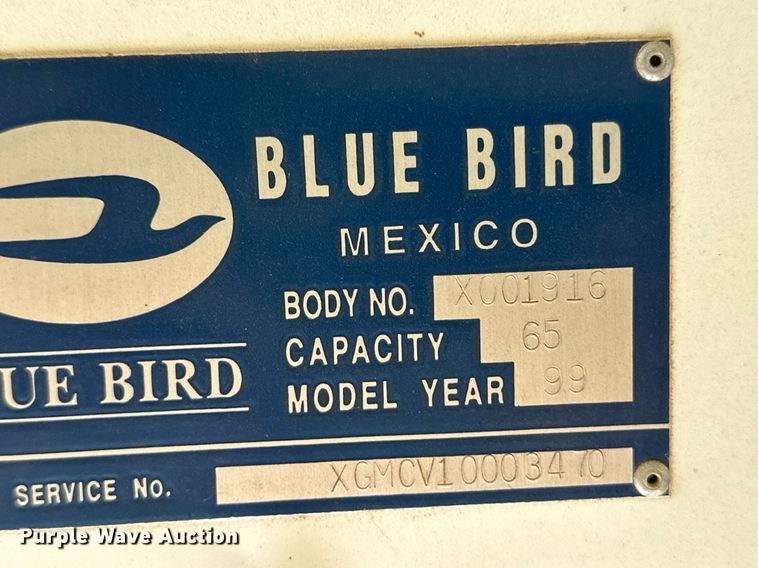 BLUE BIRD
MEXICO
BODY NO. X001916
CAPACITY 65
MODEL YEAR 99
UE BIRD
SERVICE NO. XGMCV10003470
Purple Wave Auction